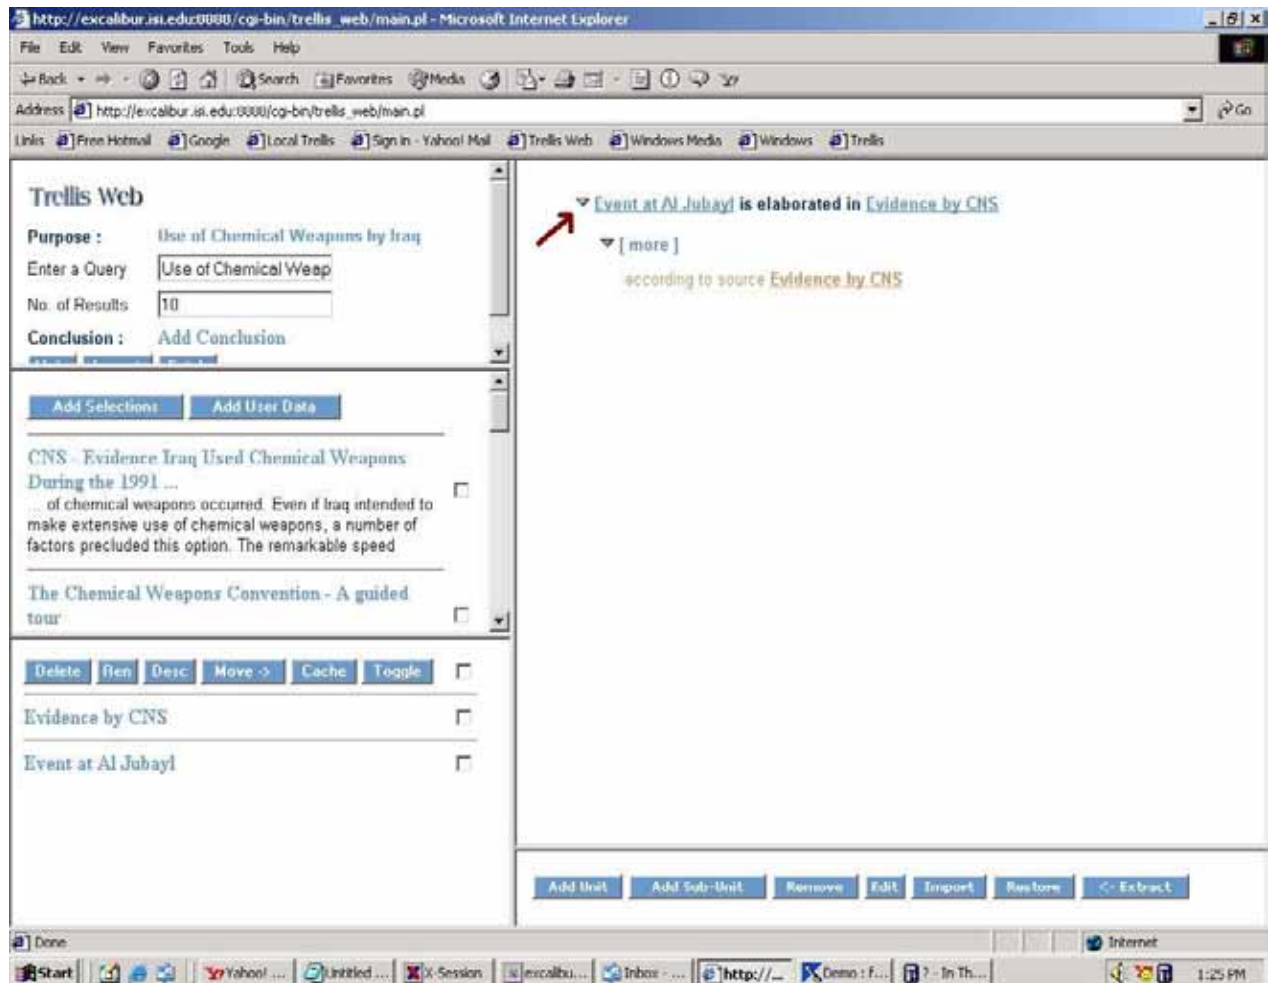 http://excalibur.isi.edu:8888/cgi-bin/trellis_web/main.pl - Microsoft Internet Explorer
File Edit View Favorites Tools Help
Back Search Favorites Media
Address http://excalibur.isi.edu:8888/cgi-bin/trellis_web/main.pl Go
Links Free Hotmail Google Local Trellis Sign in - Yahoo! Mail Trellis Web Windows Media Windows Trellis
Trellis Web
Purpose : Use of Chemical Weapons by Iraq
Enter a Query Use of Chemical Weap
No. of Results 10
Conclusion : Add Conclusion
Add Selections Add User Data
CNS - Evidence Iraq Used Chemical Weapons
During the 1991 ...
... of chemical weapons occurred. Even if Iraq intended to
make extensive use of chemical weapons, a number of
factors precluded this option. The remarkable speed
The Chemical Weapons Convention - A guided
tour
Delete Ren Desc Move -> Cache Toggle
Evidence by CNS
Event at Al Jubayl
Event at Al Jubayl is elaborated in Evidence by CNS
[ more ]
according to source Evidence by CNS
Add Unit Add Sub-Unit Remove Edit Import Restore <- Extract
Done Internet
Start Yahoo! ... Untitled ... X-Session excalibu... Inbox - ... http://... Demo : f... ? - In Th... 1:25 PM